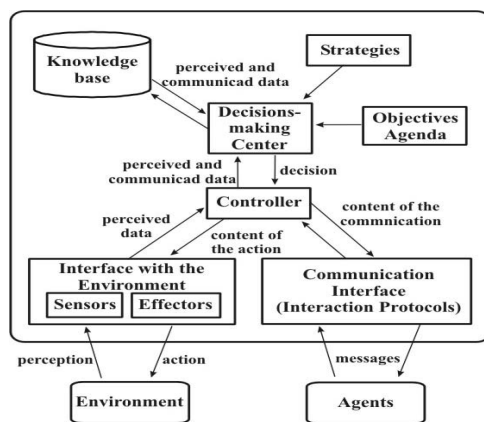 Knowledge
base
Strategies
perceived and
communicad data
Decisions-
making
Center
Objectives
Agenda
perceived and
communicad data
decision
Controller
content of the
commnication
perceived
data
content of
the action
Interface with the
Environment
Sensors
Effectors
Communication
Interface
(Interaction Protocols)
perception
action
messages
Environment
Agents